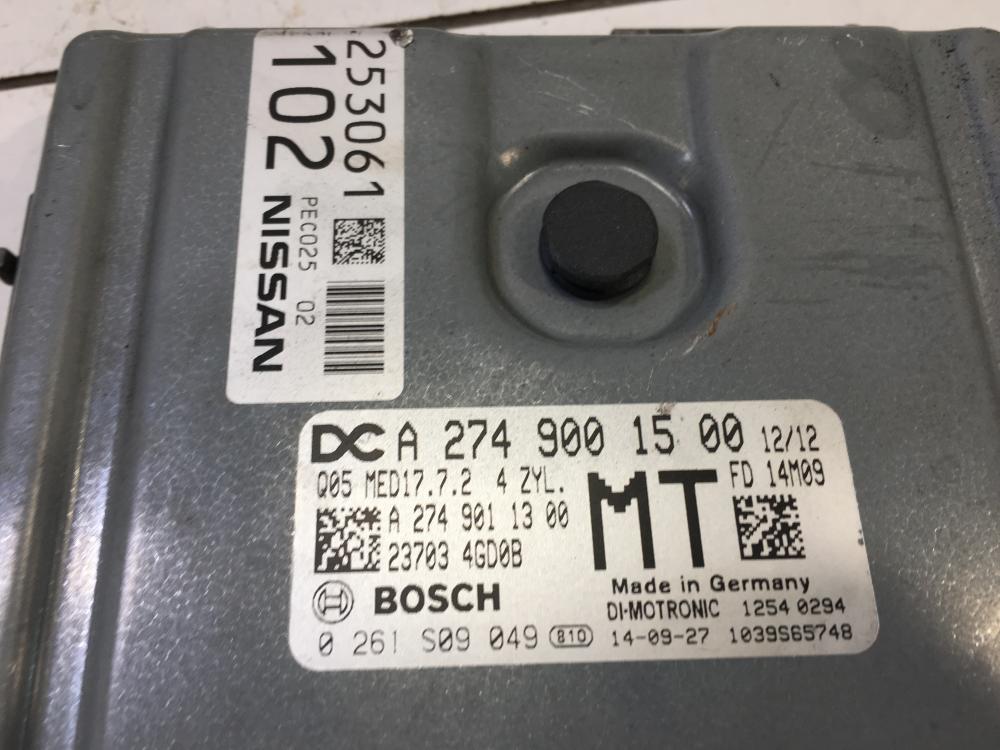 253061
102
PEC025 02
NISSAN
DC A 274 900 15 00 12/12
Q05 MED17.7.2 4 ZYL. MT FD 14M09
A 274 901 13 00
23703 4GD0B
Made in Germany
BOSCH DI-MOTRONIC 1254 0294
0 261 S09 049 810 14-09-27 1039S65748